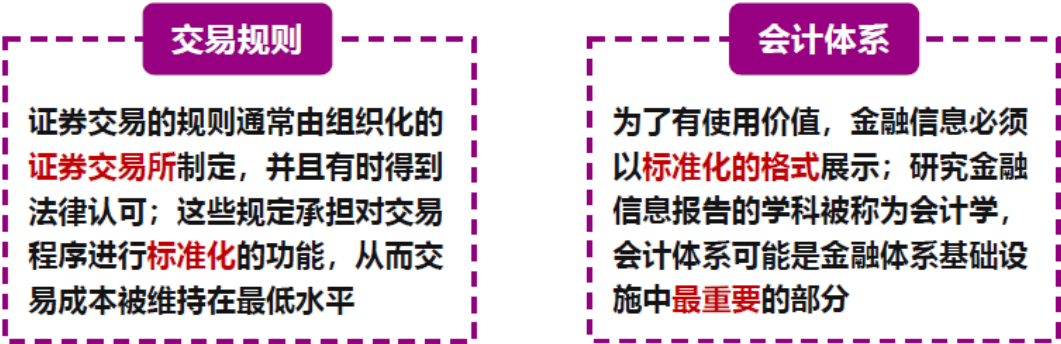 交易规则
证券交易的规则通常由组织化的
证券交易所制定，并且有时得到
法律认可；这些规定承担对交易
程序进行标准化的功能，从而交
易成本被维持在最低水平
会计体系
为了有使用价值，金融信息必须
以标准化的格式展示；研究金融
信息报告的学科被称为会计学，
会计体系可能是金融体系基础设
施中最重要的部分